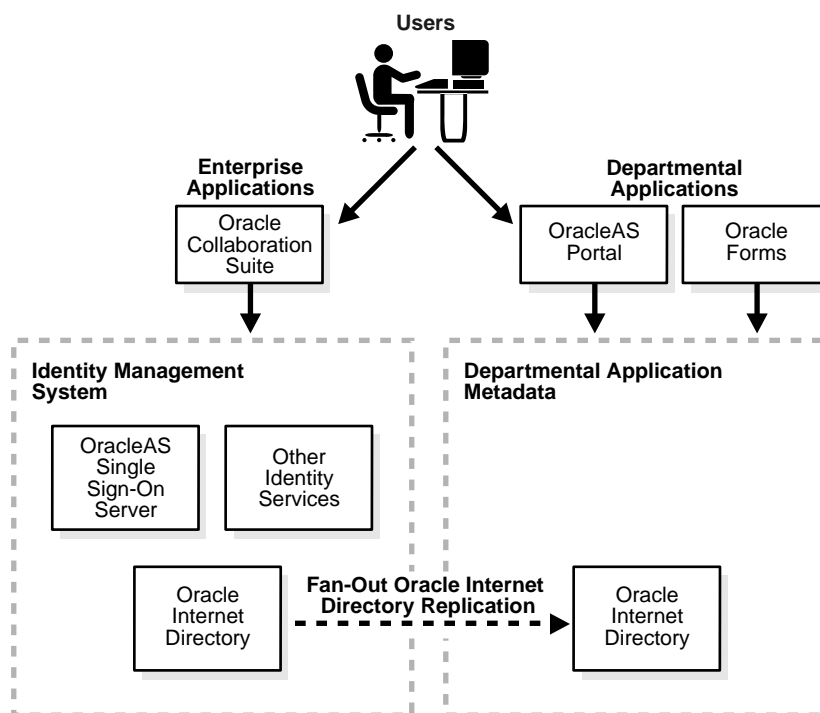 Users
Enterprise
Applications
Departmental
Applications
Oracle
Collaboration
Suite
OracleAS
Portal
Oracle
Forms
Identity Management
System
Departmental Application
Metadata
OracleAS
Single
Sign-On
Server
Other
Identity
Services
Oracle
Internet
Directory
Fan-Out Oracle Internet
Directory Replication
Oracle
Internet
Directory